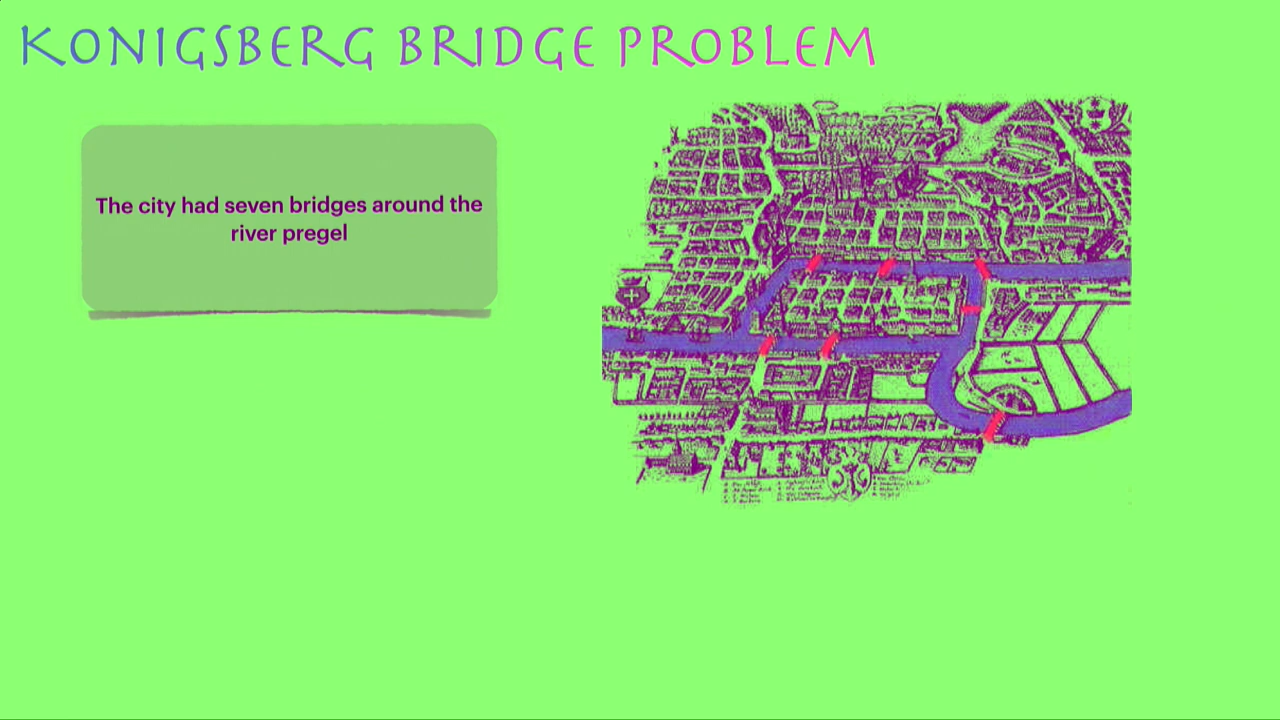 KONIGSBERG BRIDGE PROBLEM
The city had seven bridges around the
river pregel